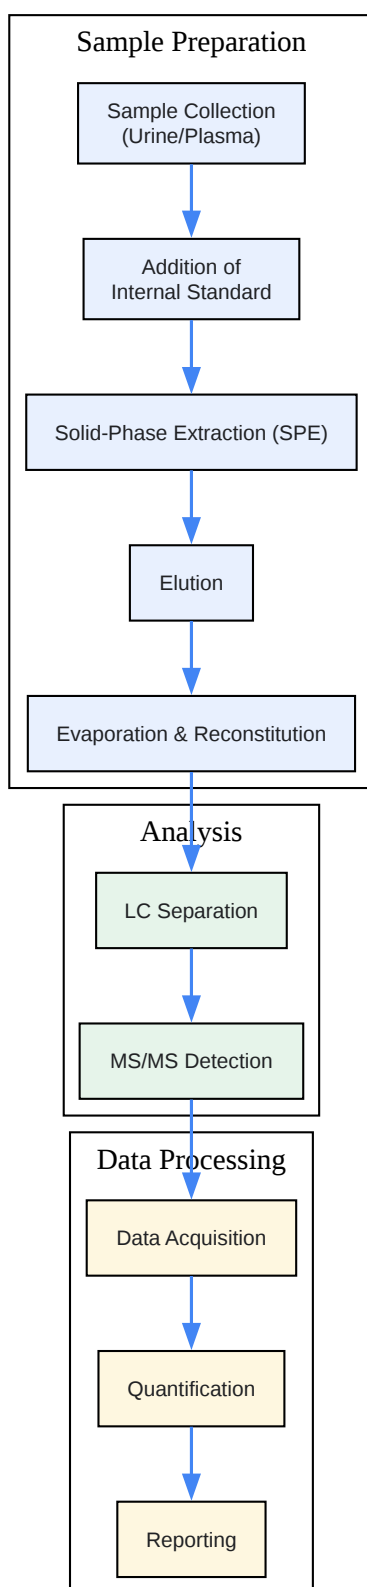 Sample Preparation
Sample Collection
(Urine/Plasma)
Addition of
Internal Standard
Solid-Phase Extraction (SPE)
Elution
Evaporation & Reconstitution
Analysis
LC Separation
MS/MS Detection
Data Processing
Data Acquisition
Quantification
Reporting